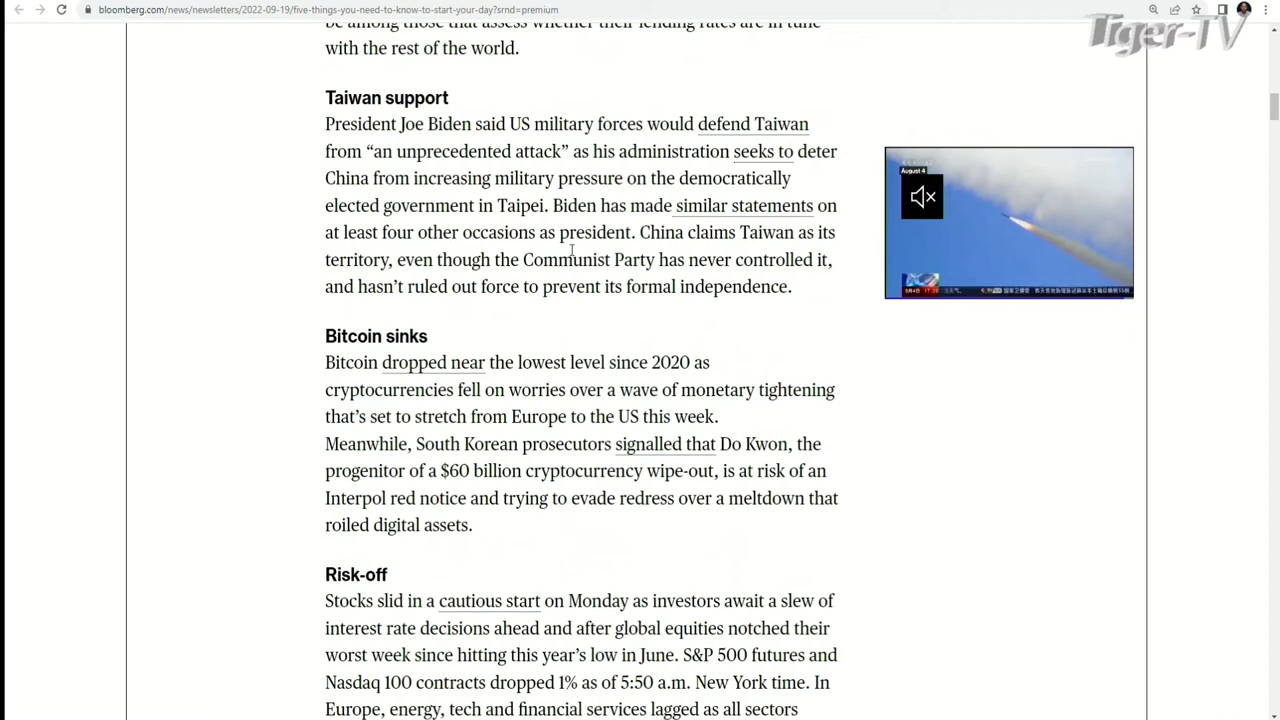 bloomberg.com/news/newsletters/2022-09-19/five-things-you-need-to-know-to-start-your-day?srnd=premium
Tiger-TV
be among those that assess whether their lending rates are in tune
with the rest of the world.
Taiwan support
President Joe Biden said US military forces would defend Taiwan
from “an unprecedented attack” as his administration seeks to deter
China from increasing military pressure on the democratically
elected government in Taipei. Biden has made similar statements on
at least four other occasions as president. China claims Taiwan as its
territory, even though the Communist Party has never controlled it,
and hasn’t ruled out force to prevent its formal independence.
August 4
Bitcoin sinks
Bitcoin dropped near the lowest level since 2020 as
cryptocurrencies fell on worries over a wave of monetary tightening
that’s set to stretch from Europe to the US this week.
Meanwhile, South Korean prosecutors signalled that Do Kwon, the
progenitor of a $60 billion cryptocurrency wipe-out, is at risk of an
Interpol red notice and trying to evade redress over a meltdown that
roiled digital assets.
Risk-off
Stocks slid in a cautious start on Monday as investors await a slew of
interest rate decisions ahead and after global equities notched their
worst week since hitting this year’s low in June. S&P 500 futures and
Nasdaq 100 contracts dropped 1% as of 5:50 a.m. New York time. In
Europe, energy, tech and financial services lagged as all sectors